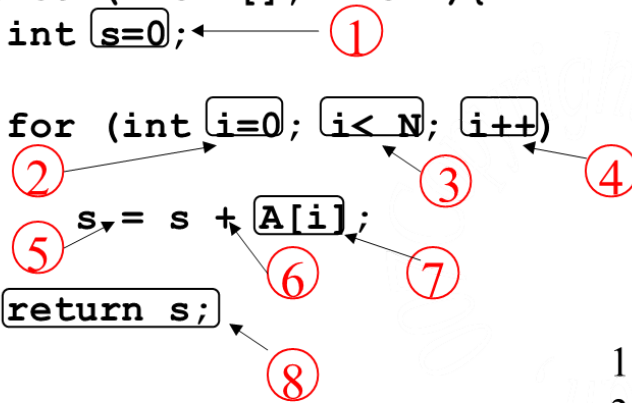 int s=0; 1
for (int i=0; i< N; i++)
2 3 4
s = s + A[i];
5 6 7
return s;
8
1